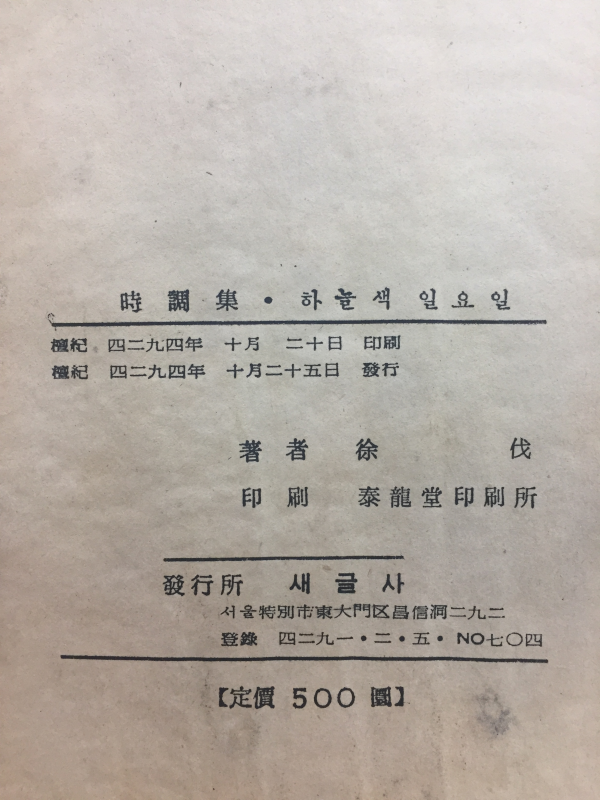 時調集・하늘색 일요일
檀紀 四二九四年 十月 二十日 印刷
檀紀 四二九四年 十月二十五日 發行
著者 徐伐
印刷 泰龍堂印刷所
發行所 새글사
서울特別市東大門区昌信洞二九二
登錄 四二九一・二・五・NO七〇四
【定價 500 圜】